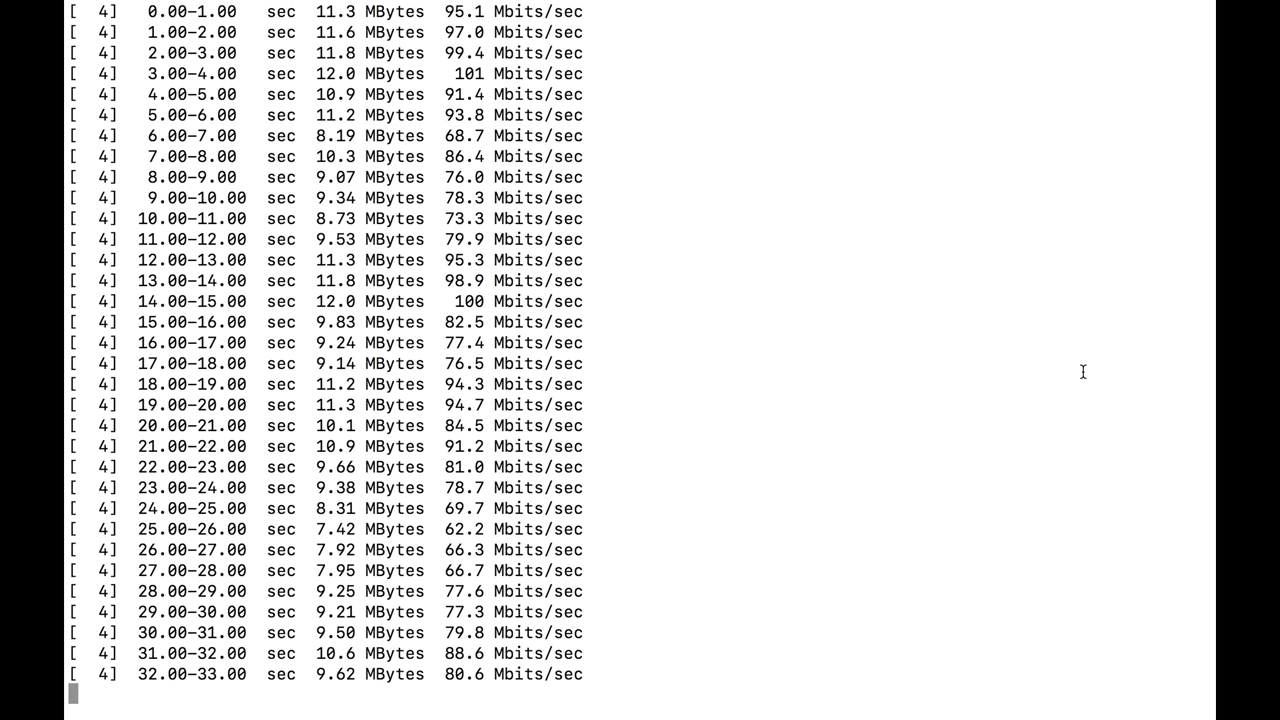 [  4]   0.00-1.00   sec  11.3 MBytes  95.1 Mbits/sec
[  4]   1.00-2.00   sec  11.6 MBytes  97.0 Mbits/sec
[  4]   2.00-3.00   sec  11.8 MBytes  99.4 Mbits/sec
[  4]   3.00-4.00   sec  12.0 MBytes   101 Mbits/sec
[  4]   4.00-5.00   sec  10.9 MBytes  91.4 Mbits/sec
[  4]   5.00-6.00   sec  11.2 MBytes  93.8 Mbits/sec
[  4]   6.00-7.00   sec  8.19 MBytes  68.7 Mbits/sec
[  4]   7.00-8.00   sec  10.3 MBytes  86.4 Mbits/sec
[  4]   8.00-9.00   sec  9.07 MBytes  76.0 Mbits/sec
[  4]   9.00-10.00  sec  9.34 MBytes  78.3 Mbits/sec
[  4]  10.00-11.00  sec  8.73 MBytes  73.3 Mbits/sec
[  4]  11.00-12.00  sec  9.53 MBytes  79.9 Mbits/sec
[  4]  12.00-13.00  sec  11.3 MBytes  95.3 Mbits/sec
[  4]  13.00-14.00  sec  11.8 MBytes  98.9 Mbits/sec
[  4]  14.00-15.00  sec  12.0 MBytes   100 Mbits/sec
[  4]  15.00-16.00  sec  9.83 MBytes  82.5 Mbits/sec
[  4]  16.00-17.00  sec  9.24 MBytes  77.4 Mbits/sec
[  4]  17.00-18.00  sec  9.14 MBytes  76.5 Mbits/sec
[  4]  18.00-19.00  sec  11.2 MBytes  94.3 Mbits/sec
[  4]  19.00-20.00  sec  11.3 MBytes  94.7 Mbits/sec
[  4]  20.00-21.00  sec  10.1 MBytes  84.5 Mbits/sec
[  4]  21.00-22.00  sec  10.9 MBytes  91.2 Mbits/sec
[  4]  22.00-23.00  sec  9.66 MBytes  81.0 Mbits/sec
[  4]  23.00-24.00  sec  9.38 MBytes  78.7 Mbits/sec
[  4]  24.00-25.00  sec  8.31 MBytes  69.7 Mbits/sec
[  4]  25.00-26.00  sec  7.42 MBytes  62.2 Mbits/sec
[  4]  26.00-27.00  sec  7.92 MBytes  66.3 Mbits/sec
[  4]  27.00-28.00  sec  7.95 MBytes  66.7 Mbits/sec
[  4]  28.00-29.00  sec  9.25 MBytes  77.6 Mbits/sec
[  4]  29.00-30.00  sec  9.21 MBytes  77.3 Mbits/sec
[  4]  30.00-31.00  sec  9.50 MBytes  79.8 Mbits/sec
[  4]  31.00-32.00  sec  10.6 MBytes  88.6 Mbits/sec
[  4]  32.00-33.00  sec  9.62 MBytes  80.6 Mbits/sec